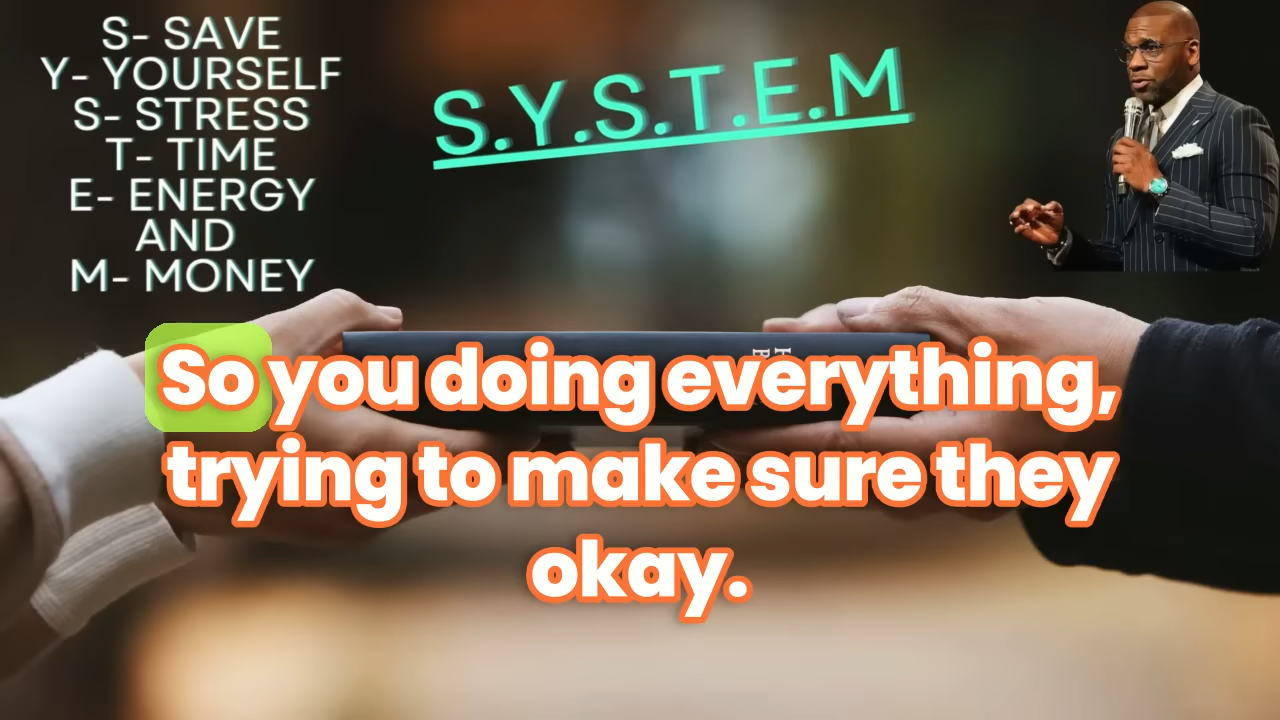 S- SAVE
Y- YOURSELF
S- STRESS
T- TIME
E- ENERGY
AND
M- MONEY
S.Y.S.T.E.M
So you doing everything,
trying to make sure they
okay.